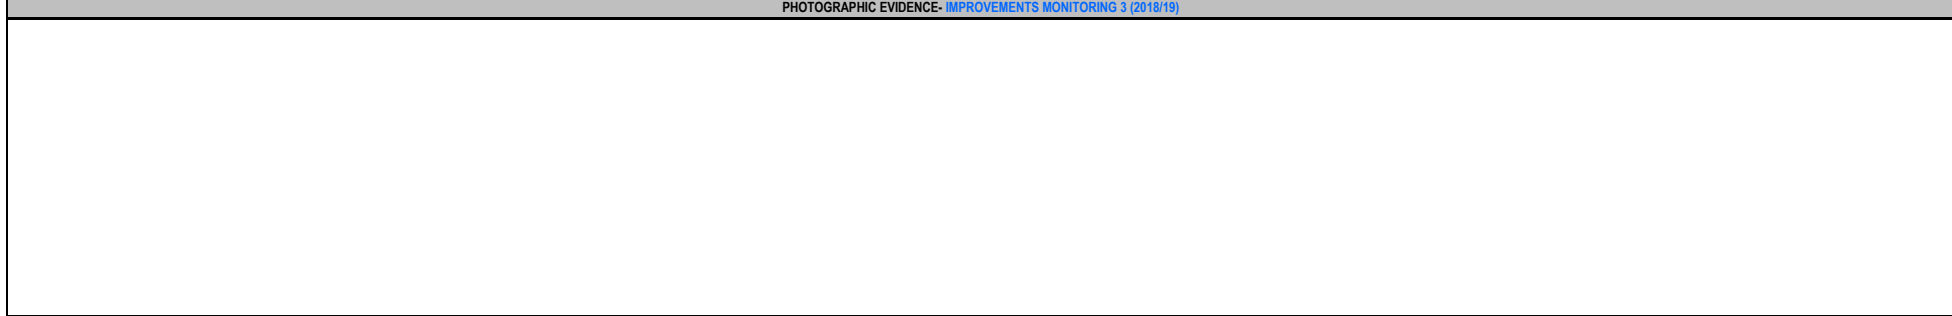 PHOTOGRAPHIC EVIDENCE- IMPROVEMENTS MONITORING 3 (2018/19)